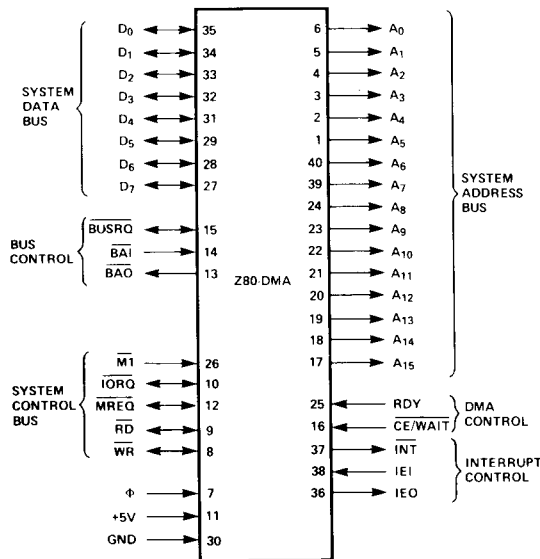 D0 35 6 A0
D1 34 5 A1
D2 33 4 A2
D3 32 3 A3
D4 31 2 A4
D5 29 1 A5
D6 28 40 A6
D7 27 39 A7
SYSTEM
DATA
BUS
24 A8
23 A9
22 A10
21 A11
20 A12
19 A13
18 A14
17 A15
SYSTEM
ADDRESS
BUS
BUSRQ 15
BAI 14
BAO 13
BUS
CONTROL
Z80-DMA
M1 26
IORQ 10
MREQ 12
RD 9
WR 8
SYSTEM
CONTROL
BUS
25 RDY
16 CE/WAIT
DMA
CONTROL
37 INT
38 IEI
36 IEO
INTERRUPT
CONTROL
Φ 7
+5V 11
GND 30